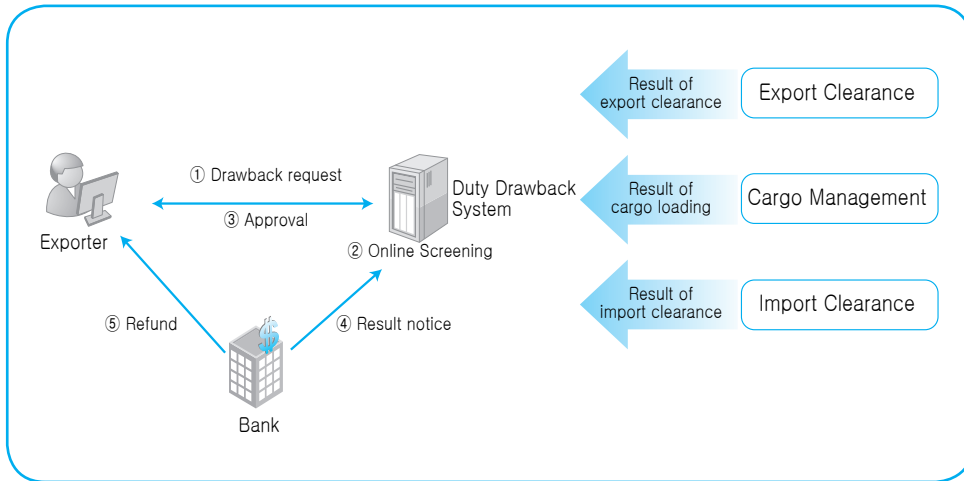 Result of
export clearance
Export Clearance
① Drawback request
③ Approval
Exporter
Duty Drawback
System
② Online Screening
Result of
cargo loading
Cargo Management
⑤ Refund
④ Result notice
$
Bank
Result of
import clearance
Import Clearance